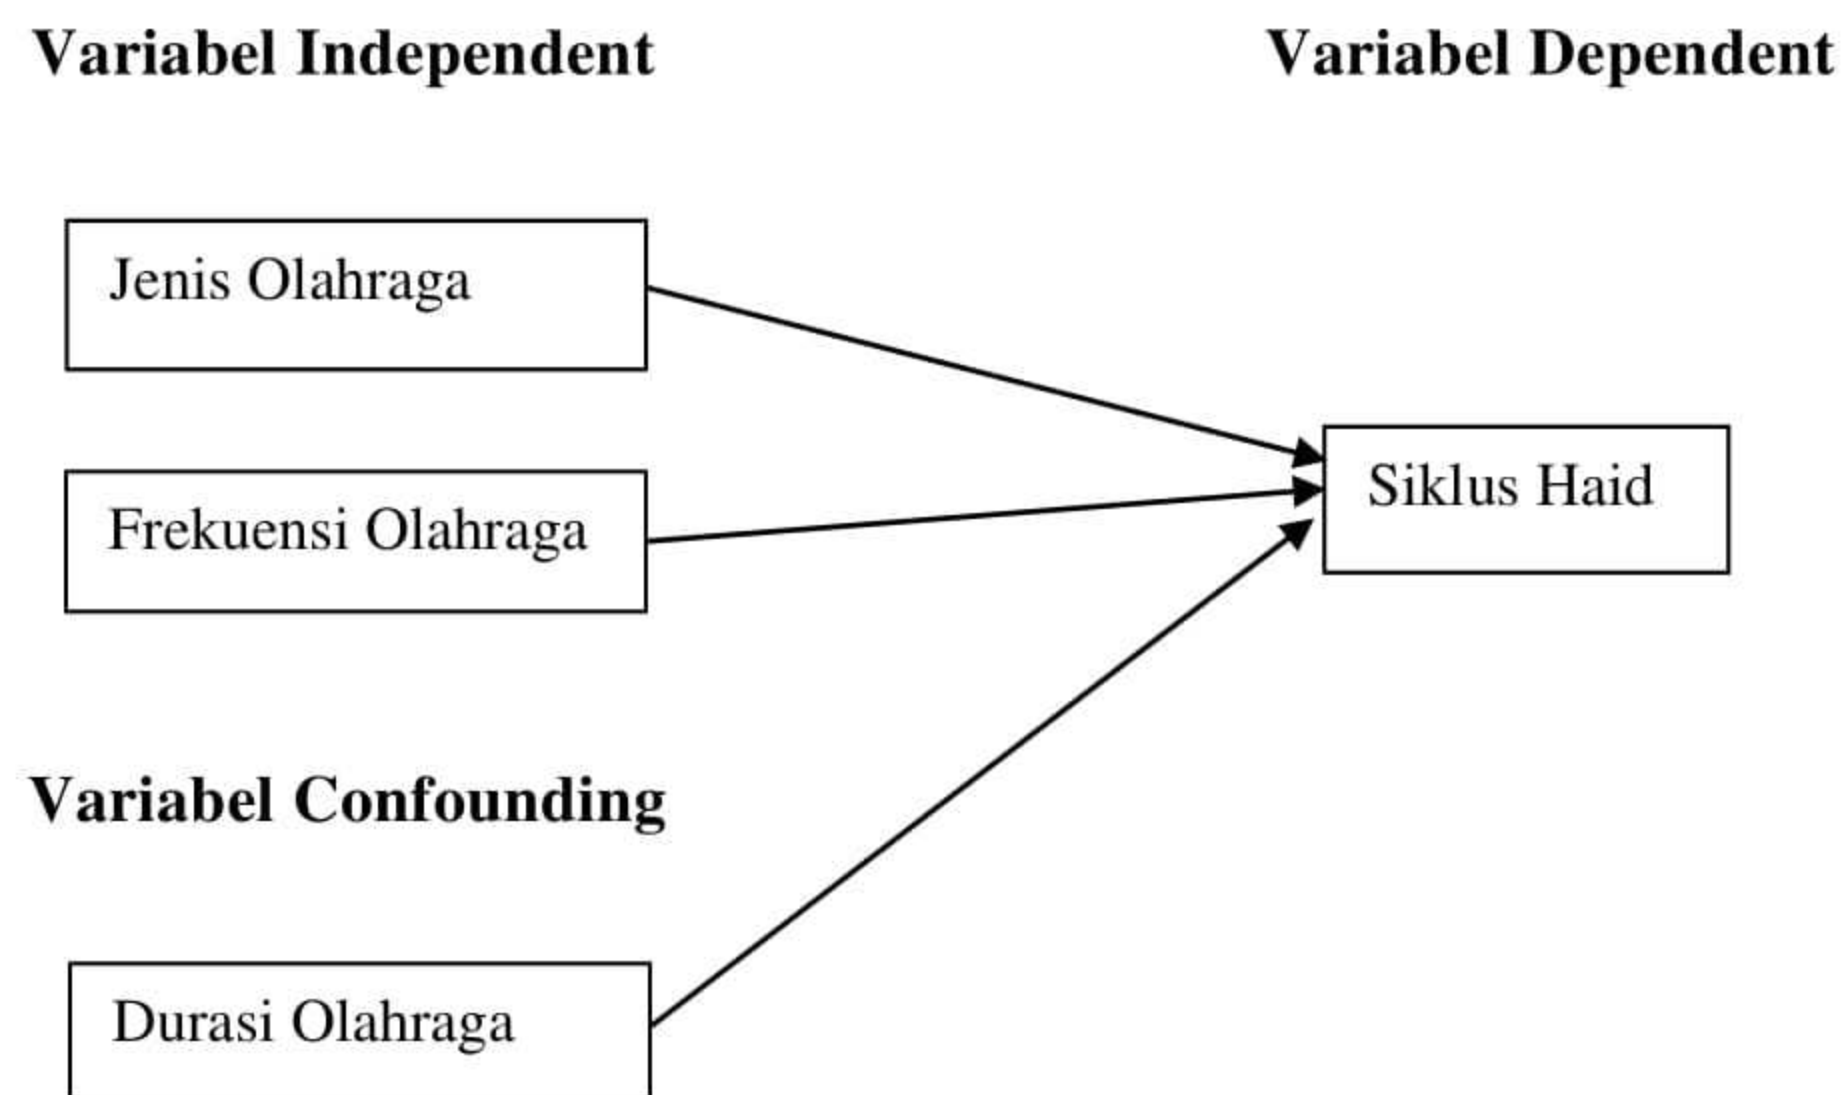 Variabel Independent
Variabel Dependent
Jenis Olahraga
Frekuensi Olahraga
Siklus Haid
Variabel Confounding
Durasi Olahraga